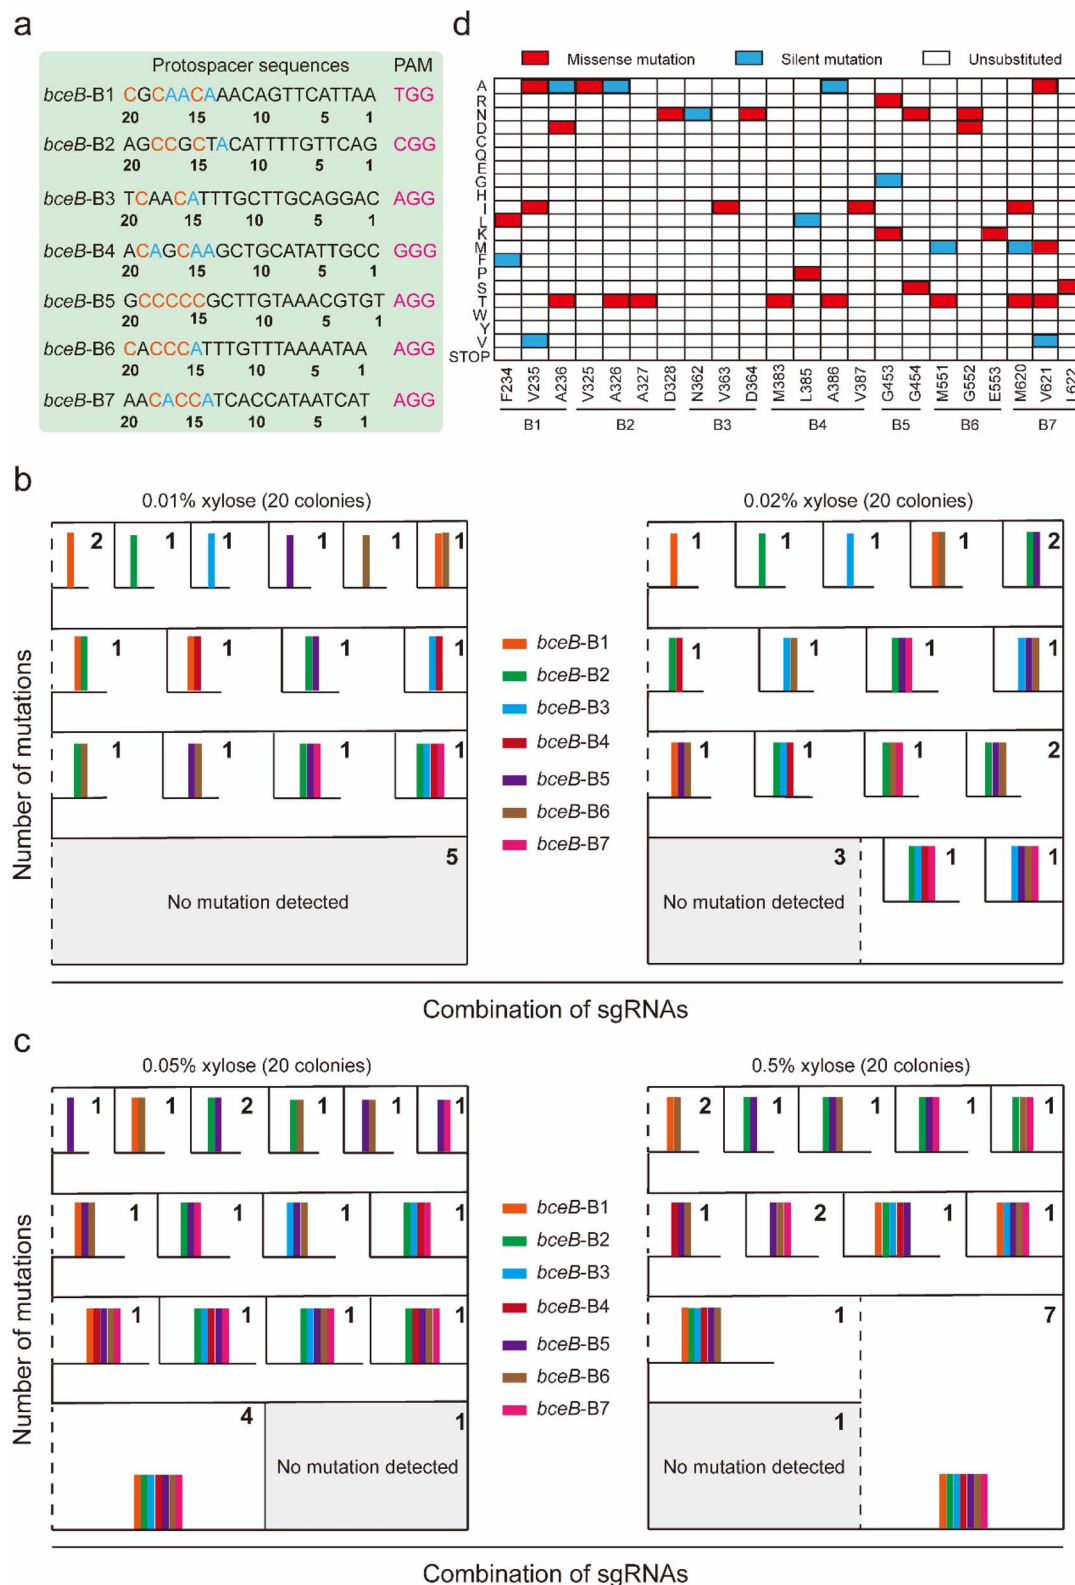 a
Protospacer sequences PAM
bceB-B1 CGCAACAAACAGTTCATTAA TGG
20 15 10 5 1
bceB-B2 AGCCGCTACATTTTGTTCAG CGG
20 15 10 5 1
bceB-B3 TCAACATTTGCTTGCAGGAC AGG
20 15 10 5 1
bceB-B4 ACAGCAAGCTGCATATTGCC GGG
20 15 10 5 1
bceB-B5 GCCCCCGCTTGTAAACGTGT AGG
20 15 10 5 1
bceB-B6 CACCCATTTGTTTAAAATAA AGG
20 15 10 5 1
bceB-B7 AACACCATCACCATAATCAT AGG
20 15 10 5 1
d
Missense mutation Silent mutation Unsubstituted
A
R
N
D
C
Q
E
G
H
I
L
K
M
F
P
S
T
W
Y
V
STOP
F234 V235 A236 V325 A326 A327 D328 N362 V363 D364 M383 L385 A386 V387 G453 G454 M551 G552 E553 M620 V621 L622
B1 B2 B3 B4 B5 B6 B7
b
0.01% xylose (20 colonies)
2 1 1 1 1 1
1 1 1 1
1 1 1 1
5
No mutation detected
Number of mutations
bceB-B1
bceB-B2
bceB-B3
bceB-B4
bceB-B5
bceB-B6
bceB-B7
0.02% xylose (20 colonies)
1 1 1 1 2
1 1 1 1
1 1 1 2
3 1 1
No mutation detected
Combination of sgRNAs
c
0.05% xylose (20 colonies)
1 1 2 1 1 1
1 1 1 1
1 1 1 1
4 1
No mutation detected
Number of mutations
bceB-B1
bceB-B2
bceB-B3
bceB-B4
bceB-B5
bceB-B6
bceB-B7
0.5% xylose (20 colonies)
2 1 1 1 1
1 2 1 1
1 7
1
No mutation detected
Combination of sgRNAs